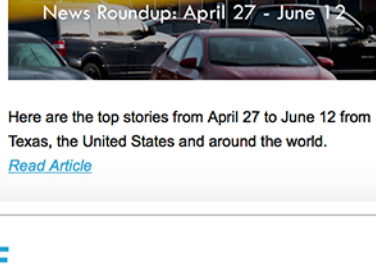 News Roundup: April 27 - June 12
Here are the top stories from April 27 to June 12 from
Texas, the United States and around the world.
Read Article